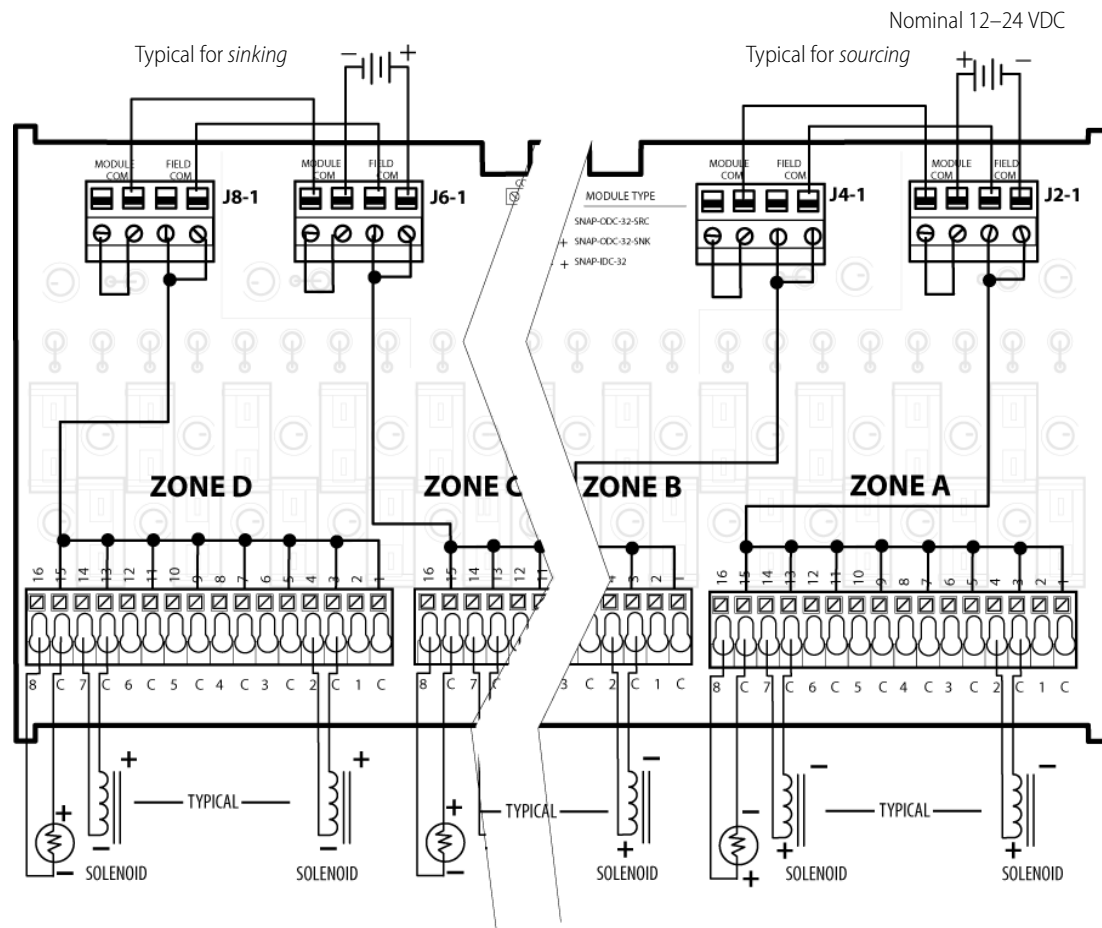 Nominal 12–24 VDC
Typical for sinking
− +
Typical for sourcing
+ −
MODULE COM
FIELD COM
J8-1
MODULE COM
FIELD COM
J6-1
MODULE TYPE
SNAP-ODC-32-SRC
+ SNAP-ODC-32-SNK
+ SNAP-IDC-32
MODULE COM
FIELD COM
J4-1
MODULE COM
FIELD COM
J2-1
ZONE D
ZONE C
ZONE B
ZONE A
16 15 14 13 12 11 10 9 8 7 6 5 4 3 2 1
16 15 14 13 12 11
4 3 2 1
16 15 14 13 12 11 10 9 8 7 6 5 4 3 2 1
8 C 7 C 6 C 5 C 4 C 3 C 2 C 1 C
8 C 7 C
3 C 2 C 1 C
8 C 7 C 6 C 5 C 4 C 3 C 2 C 1 C
+ + − − −
TYPICAL
TYPICAL
TYPICAL
+ − − + − + − + +
SOLENOID
SOLENOID
SOLENOID
SOLENOID
SOLENOID
− − +